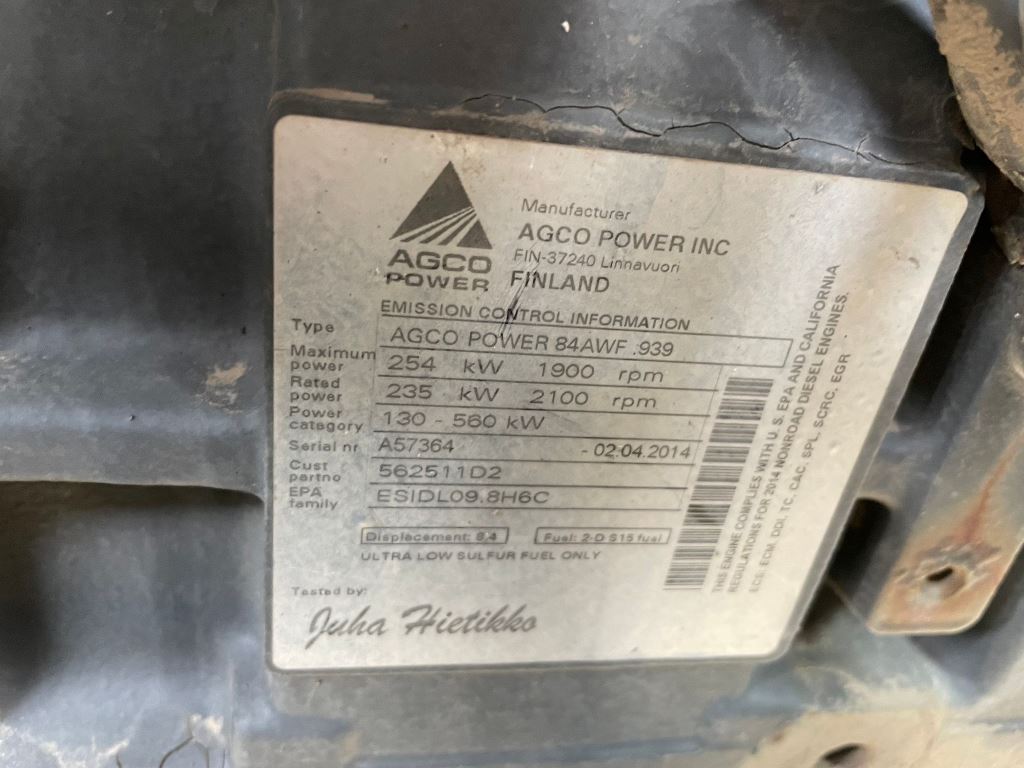 AGCO
POWER
Manufacturer
AGCO POWER INC
FIN-37240 Linnavuori
FINLAND
EMISSION CONTROL INFORMATION
Type AGCO POWER 84AWF .939
Maximum power 254 kW 1900 rpm
Rated power 235 kW 2100 rpm
Power category 130 - 560 kW
Serial nr A57364 - 02.04.2014
Cust partno 562511D2
EPA family ESIDL09.8H6C
Displacement: 8.4 Fuel: 2-D S15 fuel
ULTRA LOW SULFUR FUEL ONLY
Tested by:
Juha Hietikko
THIS ENGINE COMPLIES WITH U.S. EPA AND CALIFORNIA
REGULATIONS FOR 2014 NONROAD DIESEL ENGINES.
ECS: ECM, DDI, TC, CAC, SPL, SCRC, EGR